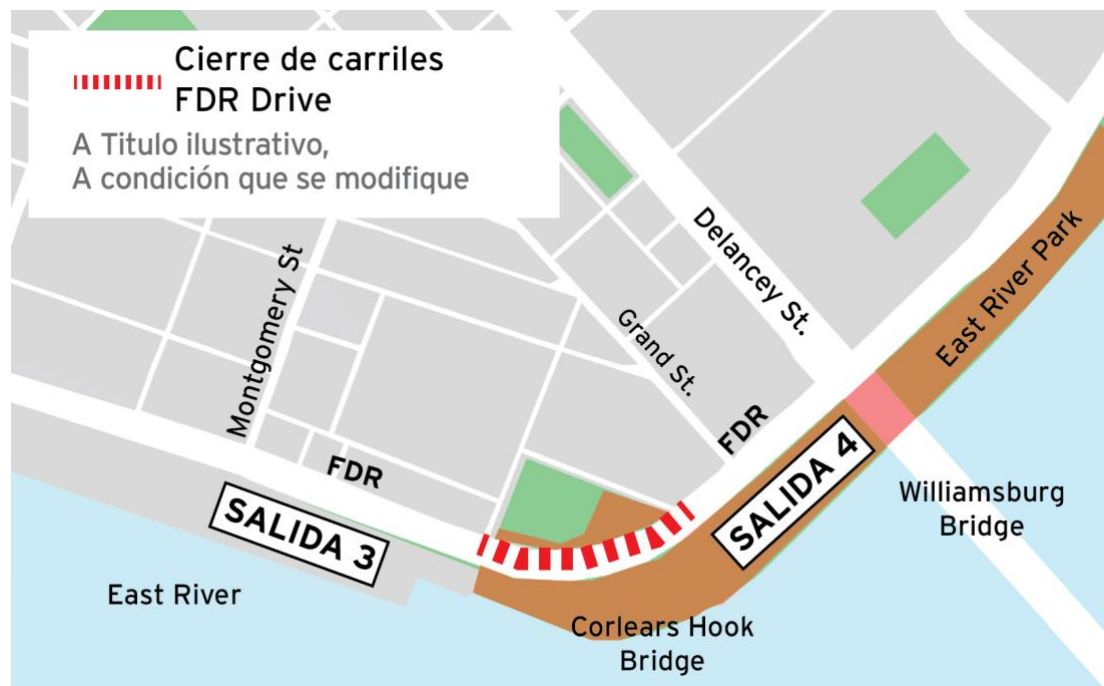 Cierre de carriles
FDR Drive
A Titulo ilustrativo,
A condición que se modifique
Montgomery St
Delancey St.
Grand St.
East River Park
FDR
FDR
SALIDA 3
SALIDA 4
Williamsburg
Bridge
East River
Corlears Hook
Bridge